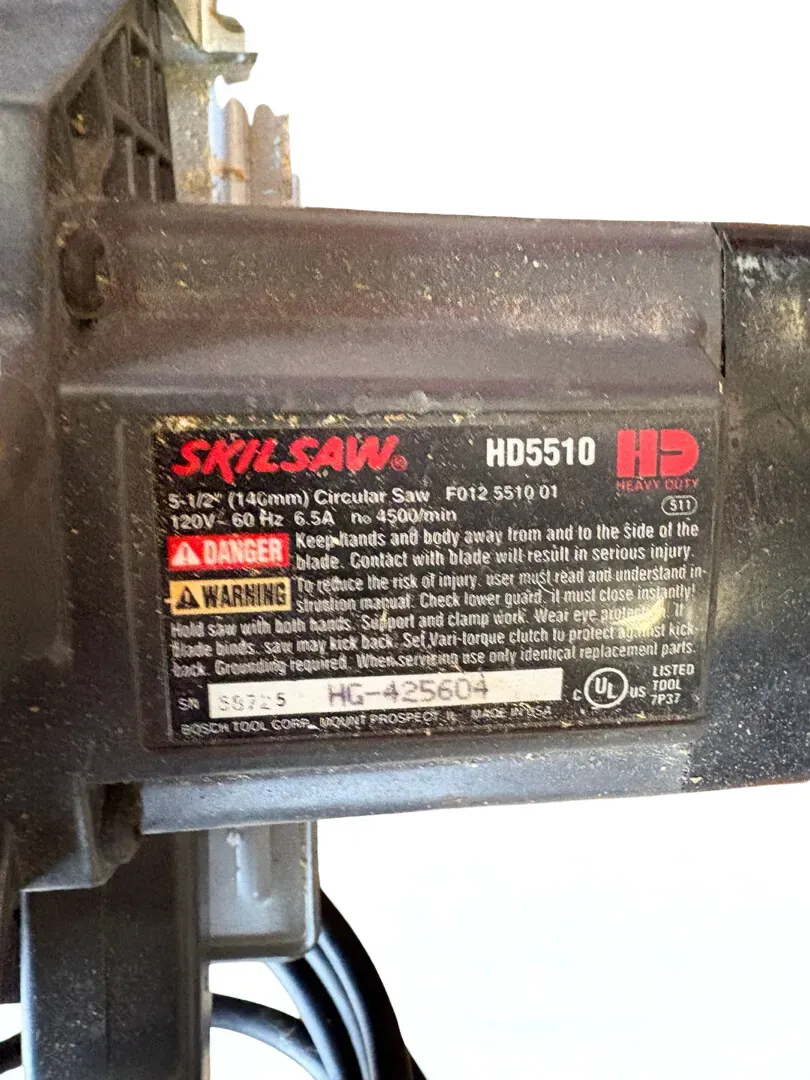 SKILSAW®
HD5510
HD
HEAVY DUTY
5-1/2" (140mm) Circular Saw F012 5510 01
511
120V~ 60 Hz 6.5A no 4500/min
DANGER Keep hands and body away from and to the side of the
blade. Contact with blade will result in serious injury.
WARNING To reduce the risk of injury, user must read and understand in-
struction manual. Check lower guard, it must close instantly!
Hold saw with both hands. Support and clamp work. Wear eye protection. If
blade binds, saw may kick back. Set Vari-torque clutch to protect against kick-
back. Grounding required. When servicing use only identical replacement parts.
SN 725 HG-425604
C UL US
LISTED
TOOL
7P37
BOSCH TOOL CORP. MOUNT PROSPECT IL MADE IN USA